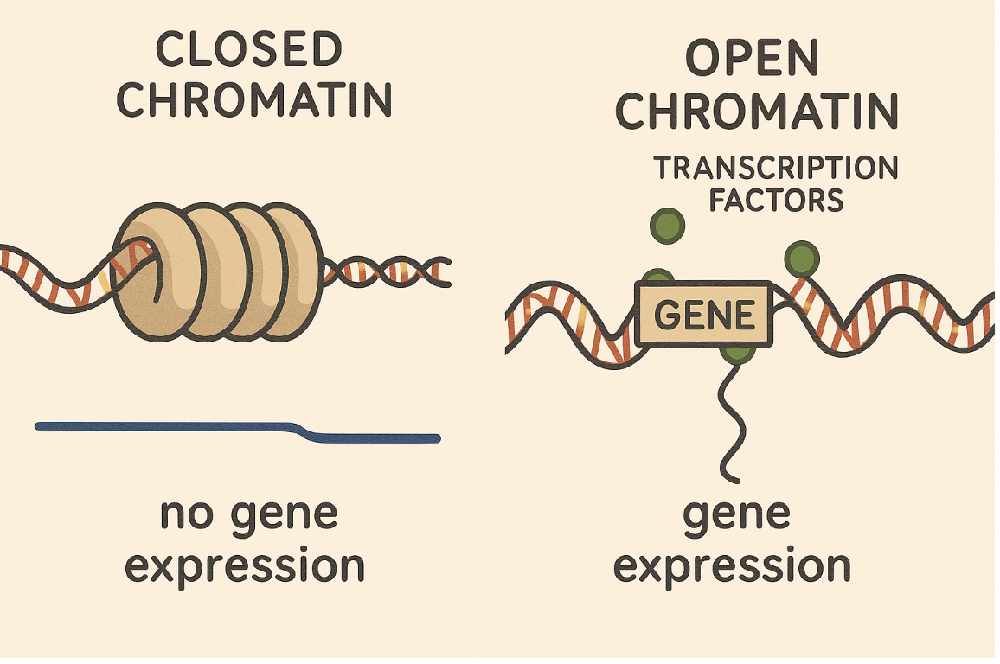 CLOSED
CHROMATIN
no gene
expression
OPEN
CHROMATIN
TRANSCRIPTION
FACTORS
GENE
gene
expression